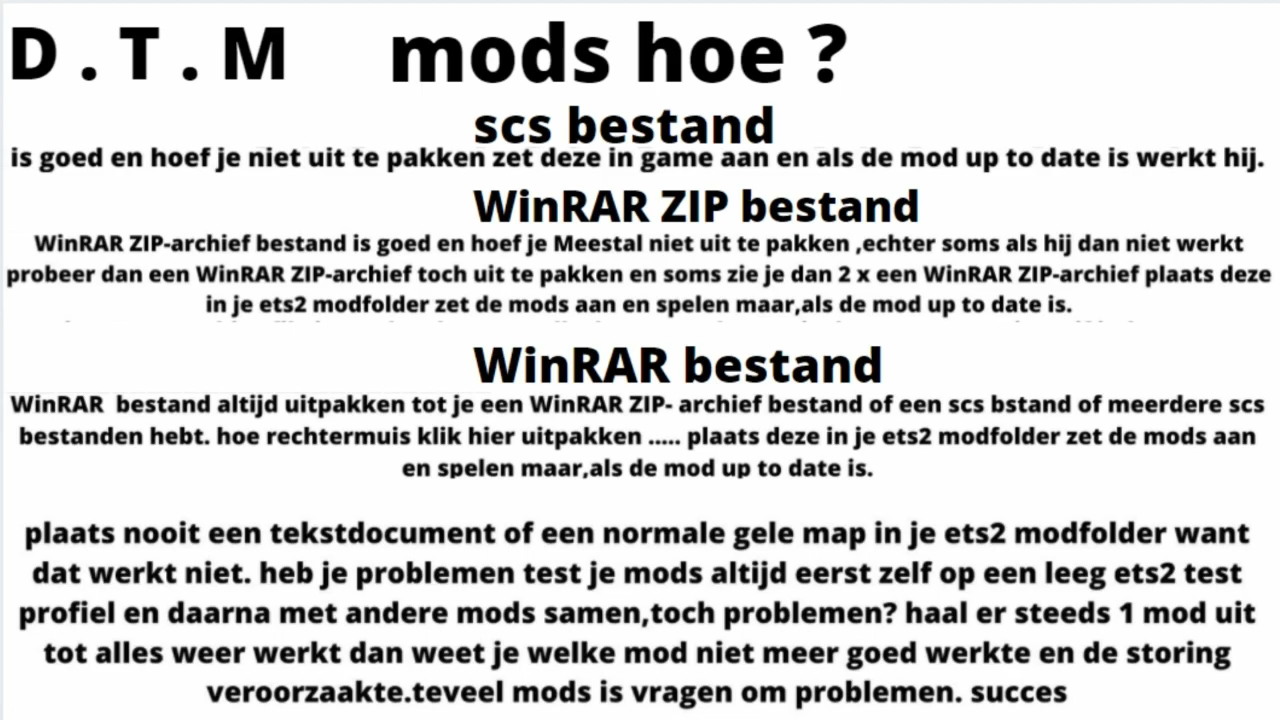 D . T . M mods hoe ?
scs bestand
is goed en hoef je niet uit te pakken zet deze in game aan en als de mod up to date is werkt hij.
WinRAR ZIP bestand
WinRAR ZIP-archief bestand is goed en hoef je Meestal niet uit te pakken ,echter soms als hij dan niet werkt
probeer dan een WinRAR ZIP-archief toch uit te pakken en soms zie je dan 2 x een WinRAR ZIP-archief plaats deze
in je ets2 modfolder zet de mods aan en spelen maar,als de mod up to date is.
WinRAR bestand
WinRAR bestand altijd uitpakken tot je een WinRAR ZIP- archief bestand of een scs bstand of meerdere scs
bestanden hebt. hoe rechtermuis klik hier uitpakken ..... plaats deze in je ets2 modfolder zet de mods aan
en spelen maar,als de mod up to date is.
plaats nooit een tekstdocument of een normale gele map in je ets2 modfolder want
dat werkt niet. heb je problemen test je mods altijd eerst zelf op een leeg ets2 test
profiel en daarna met andere mods samen,toch problemen? haal er steeds 1 mod uit
tot alles weer werkt dan weet je welke mod niet meer goed werkte en de storing
veroorzaakte.teveel mods is vragen om problemen. succes